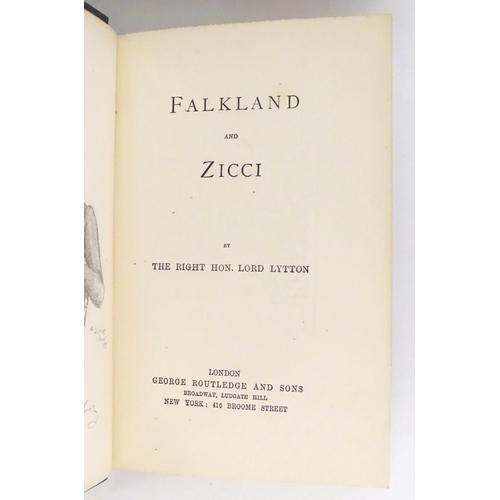 FALKLAND
AND
ZICCI
BY
THE RIGHT HON. LORD LYTTON
LONDON
GEORGE ROUTLEDGE AND SONS
BROADWAY, LUDGATE HILL
NEW YORK: 416 BROOME STREET